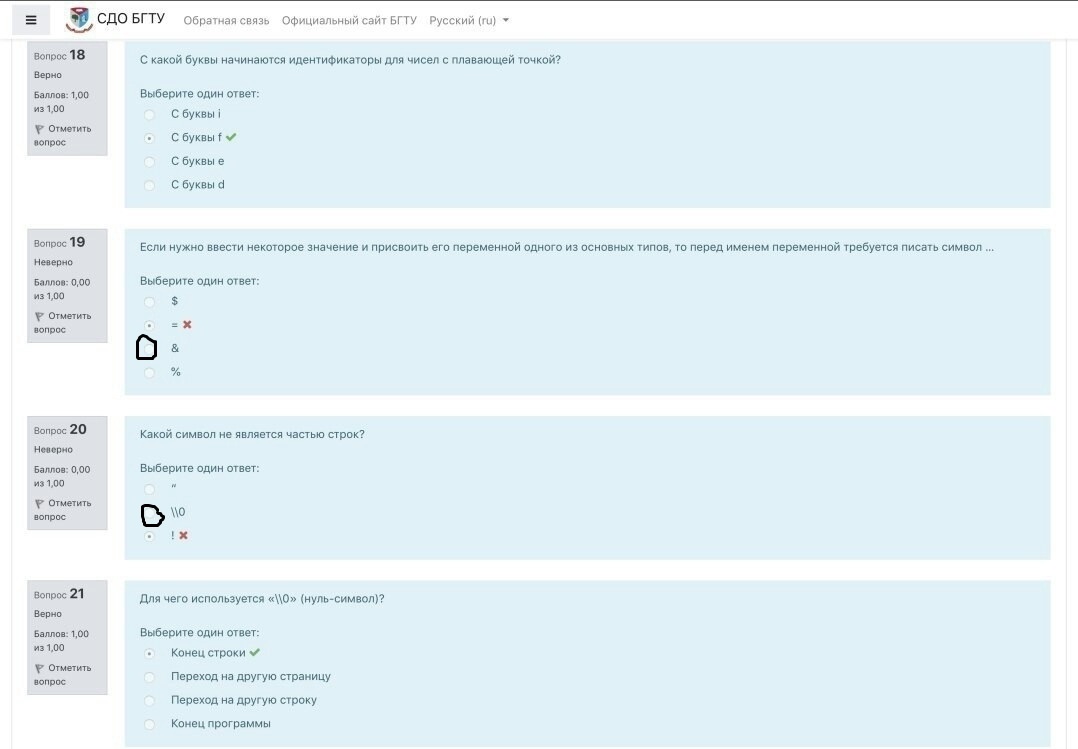 СДО БГТУ Обратная связь Официальный сайт БГТУ Русский (ru)
Вопрос 18
Верно
Баллов: 1,00
из 1,00
Отметить
вопрос
С какой буквы начинаются идентификаторы для чисел с плавающей точкой?
Выберите один ответ:
С буквы i
С буквы f
С буквы e
С буквы d
Вопрос 19
Неверно
Баллов: 0,00
из 1,00
Отметить
вопрос
Если нужно ввести некоторое значение и присвоить его переменной одного из основных типов, то перед именем переменной требуется писать символ ...
Выберите один ответ:
$
=
&
%
Вопрос 20
Неверно
Баллов: 0,00
из 1,00
Отметить
вопрос
Какой символ не является частью строк?
Выберите один ответ:
“
\\0
!
Вопрос 21
Верно
Баллов: 1,00
из 1,00
Отметить
вопрос
Для чего используется «\\0» (нуль-символ)?
Выберите один ответ:
Конец строки
Переход на другую страницу
Переход на другую строку
Конец программы